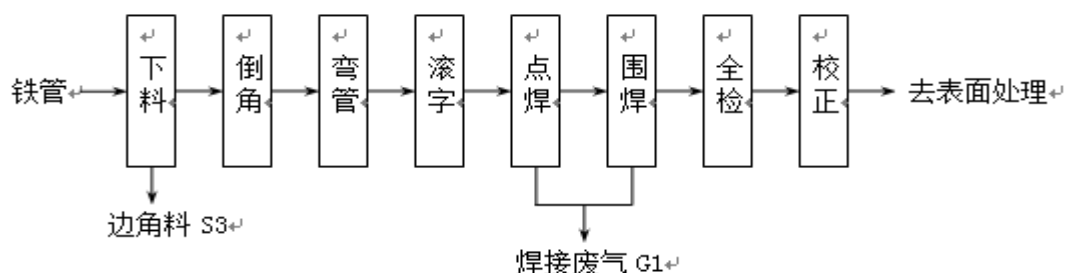 铁管
下料
倒角
弯管
滚字
点焊
围焊
全检
校正
去表面处理
边角料 S3
焊接废气 G1